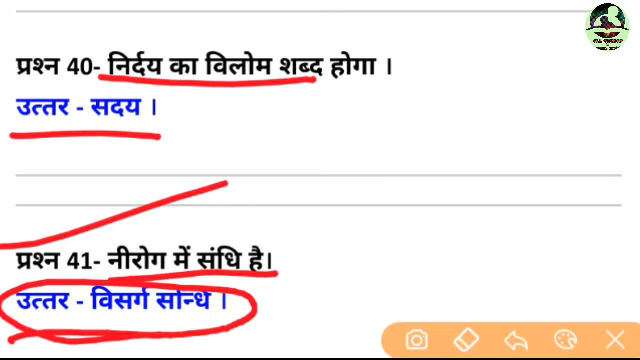 प्रश्न 40- निर्दय का विलोम शब्द होगा ।
उत्तर - सदय ।
प्रश्न 41- नीरोग में संधि है।
उत्तर - विसर्ग सन्धि ।